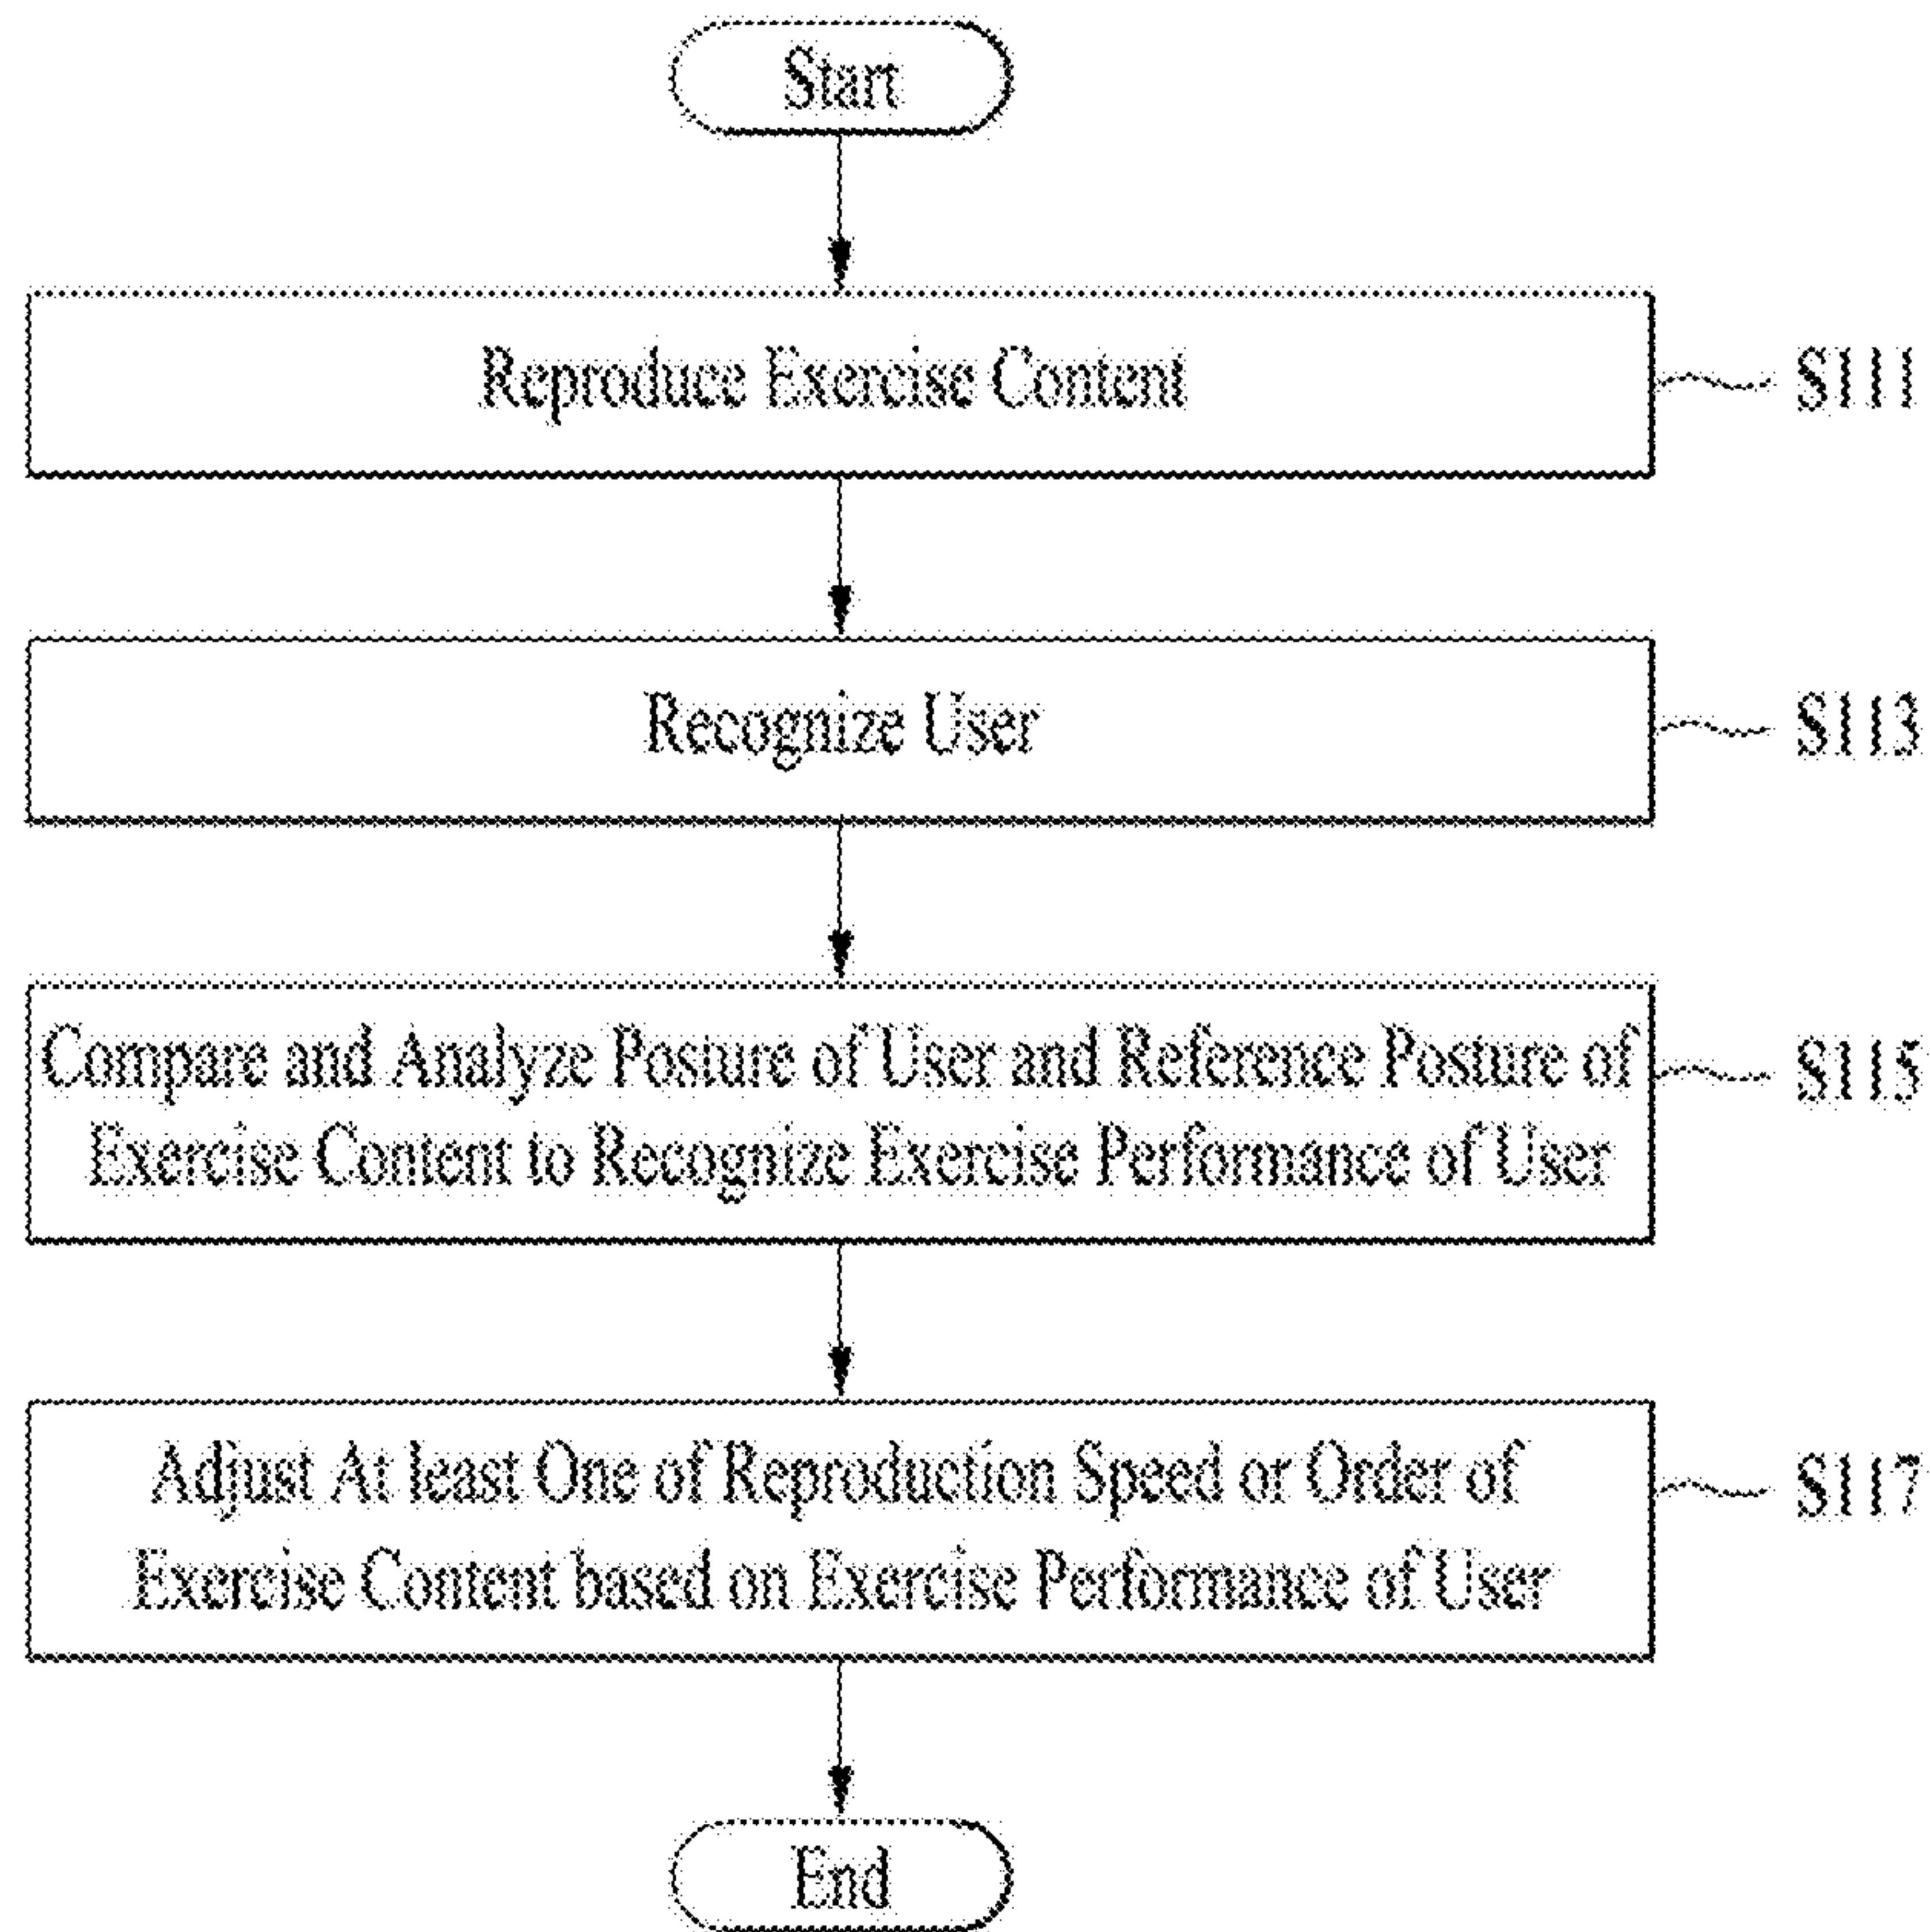 Start
Reproduce Exercise Content
S111
Recognize User
S113
Compare and Analyze Posture of User and Reference Posture of
S115
Exercise Content to Recognize Exercise Performance of User
Adjust At least One of Reproduction Speed or Order of
S117
Exercise Content based on Exercise Performance of User
End